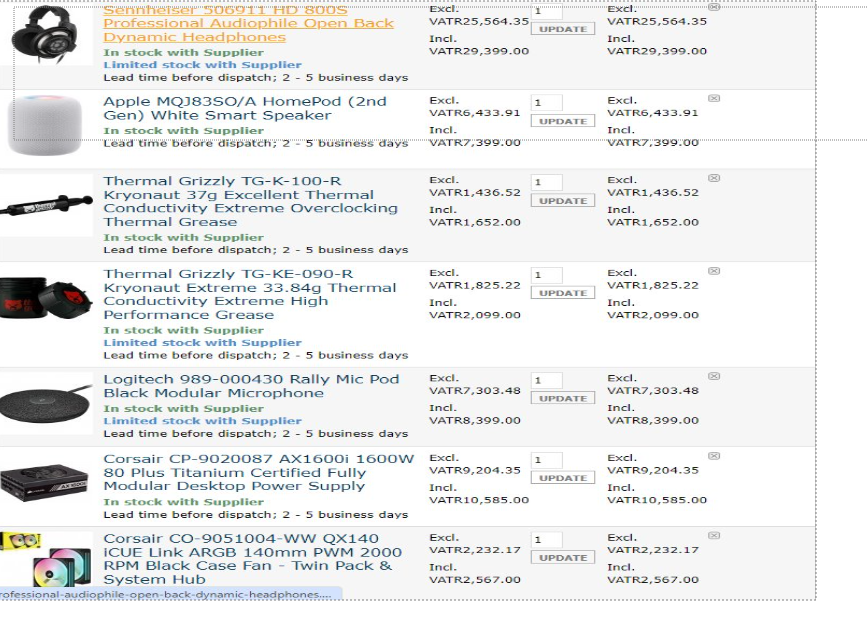 Sennheiser 506911 HD 800S
Professional Audiophile Open Back
Dynamic Headphones
In stock with Supplier
Limited stock with Supplier
Lead time before dispatch; 2 - 5 business days
Excl.
VATR25,564.35
Incl.
VATR29,399.00
1
UPDATE
Excl.
VATR25,564.35
Incl.
VATR29,399.00
Apple MQJ83SO/A HomePod (2nd
Gen) White Smart Speaker
In stock with Supplier
Lead time before dispatch; 2 - 5 business days
Excl.
VATR6,433.91
Incl.
VATR7,399.00
1
UPDATE
Excl.
VATR6,433.91
Incl.
VATR7,399.00
Thermal Grizzly TG-K-100-R
Kryonaut 37g Excellent Thermal
Conductivity Extreme Overclocking
Thermal Grease
In stock with Supplier
Lead time before dispatch; 2 - 5 business days
Excl.
VATR1,436.52
Incl.
VATR1,652.00
1
UPDATE
Excl.
VATR1,436.52
Incl.
VATR1,652.00
Thermal Grizzly TG-KE-090-R
Kryonaut Extreme 33.84g Thermal
Conductivity Extreme High
Performance Grease
In stock with Supplier
Limited stock with Supplier
Lead time before dispatch; 2 - 5 business days
Excl.
VATR1,825.22
Incl.
VATR2,099.00
1
UPDATE
Excl.
VATR1,825.22
Incl.
VATR2,099.00
Logitech 989-000430 Rally Mic Pod
Black Modular Microphone
In stock with Supplier
Limited stock with Supplier
Lead time before dispatch; 2 - 5 business days
Excl.
VATR7,303.48
Incl.
VATR8,399.00
1
UPDATE
Excl.
VATR7,303.48
Incl.
VATR8,399.00
Corsair CP-9020087 AX1600i 1600W
80 Plus Titanium Certified Fully
Modular Desktop Power Supply
In stock with Supplier
Lead time before dispatch; 2 - 5 business days
Excl.
VATR9,204.35
Incl.
VATR10,585.00
1
UPDATE
Excl.
VATR9,204.35
Incl.
VATR10,585.00
Corsair CO-9051004-WW QX140
iCUE Link ARGB 140mm PWM 2000
RPM Black Case Fan - Twin Pack &
System Hub
Excl.
VATR2,232.17
Incl.
VATR2,567.00
1
UPDATE
Excl.
VATR2,232.17
Incl.
VATR2,567.00
rofessional-audiophile-open-back-dynamic-headphones....